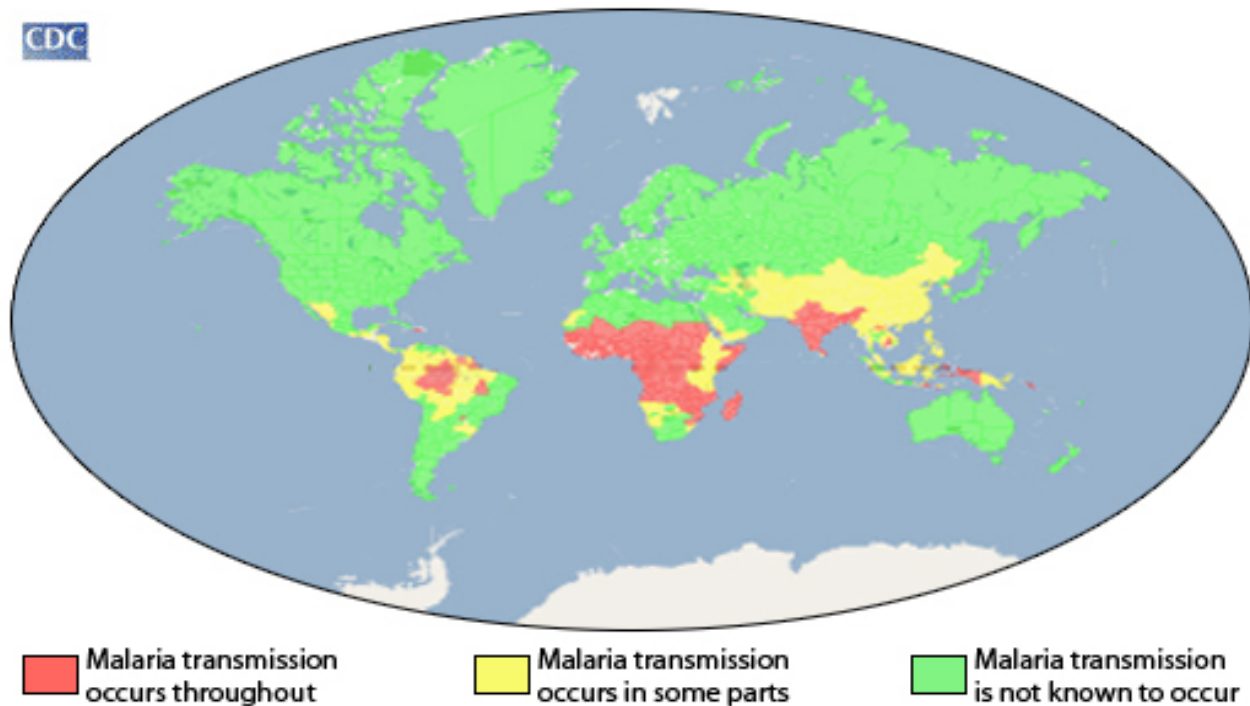 CDC
Malaria transmission
occurs throughout
Malaria transmission
occurs in some parts
Malaria transmission
is not known to occur